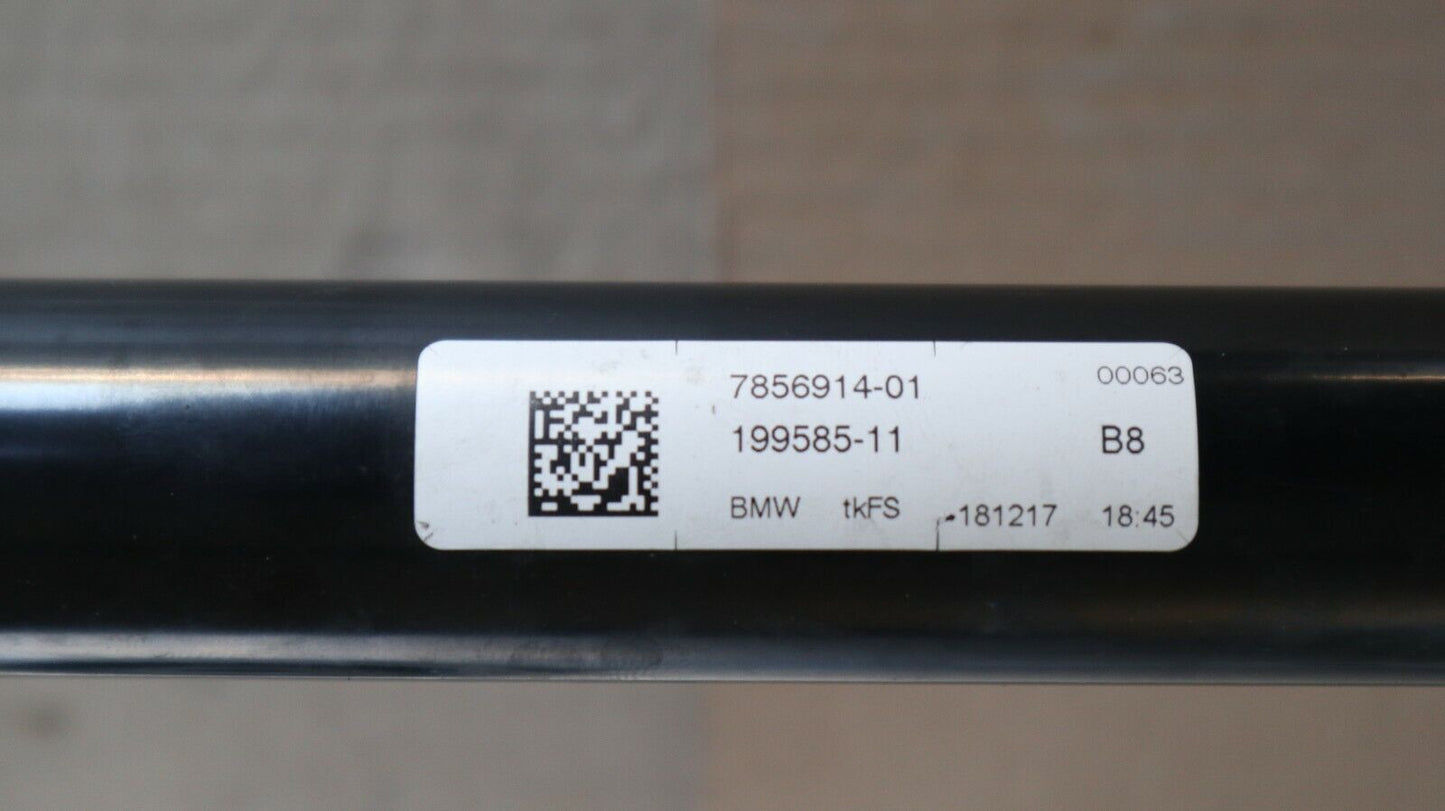 7856914-01 00063
199585-11 B8
BMW tkFS -181217 18:45